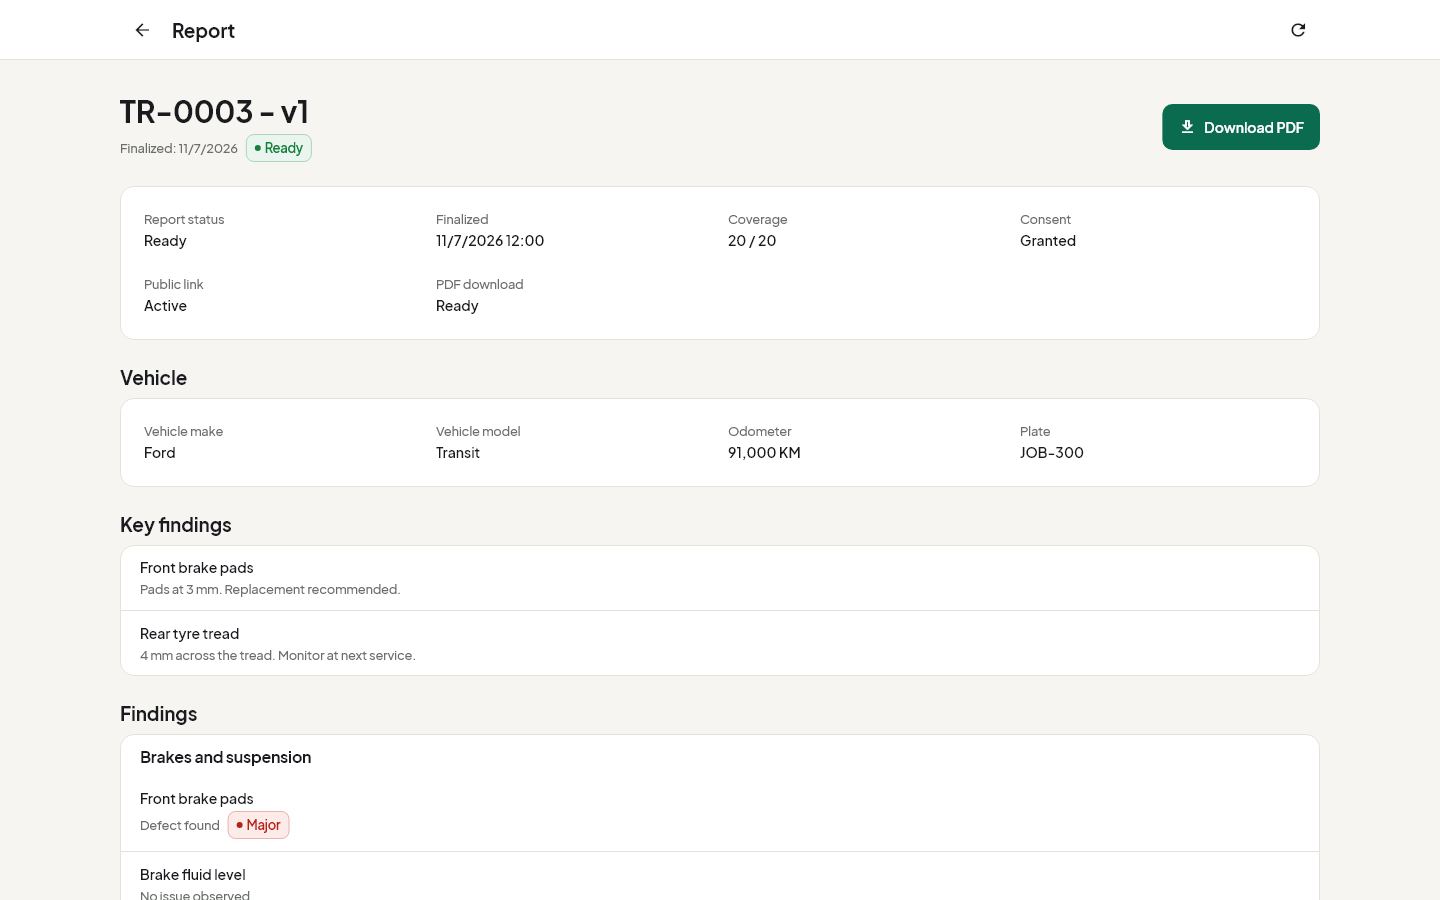 Report
TR-0003 – v1
Finalized: 11/7/2026
Ready
Download PDF
Report status
Ready
Finalized
11/7/2026 12:00
Coverage
20 / 20
Consent
Granted
Public link
Active
PDF download
Ready
Vehicle
Vehicle make
Ford
Vehicle model
Transit
Odometer
91,000 KM
Plate
JOB-300
Key findings
Front brake pads
Pads at 3 mm. Replacement recommended.
Rear tyre tread
4 mm across the tread. Monitor at next service.
Findings
Brakes and suspension
Front brake pads
Defect found
Major
Brake fluid level
No issue observed